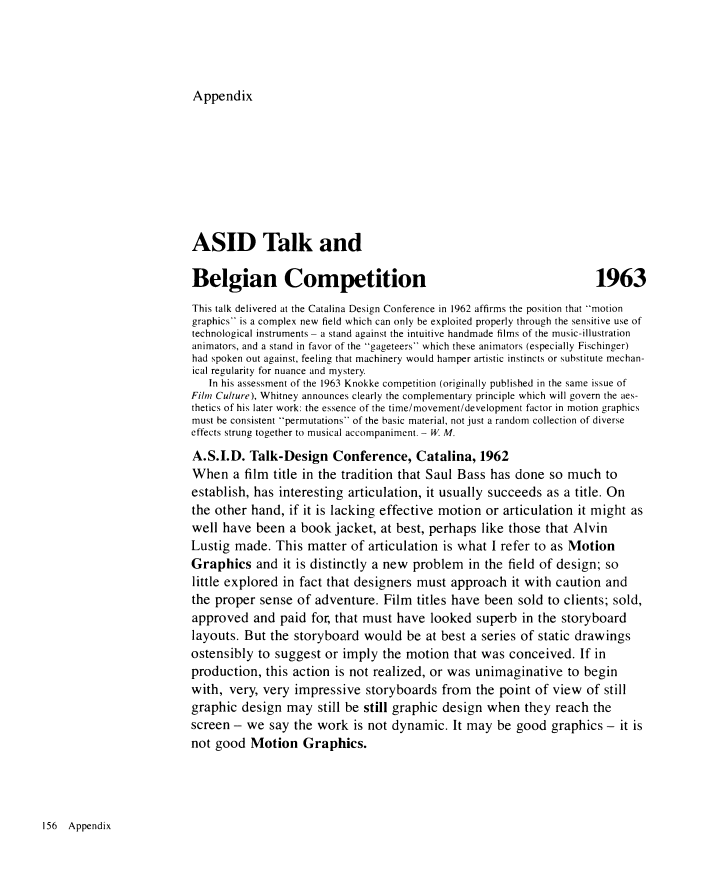 Appendix
ASID Talk and
Belgian Competition 1963
This talk delivered at the Catalina Design Conference in 1962 affirms the position that “motion
graphics” is a complex new field which can only be exploited properly through the sensitive use of
technological instruments – a stand against the intuitive handmade films of the music-illustration
animators, and a stand in favor of the “gageteers” which these animators (especially Fischinger)
had spoken out against, feeling that machinery would hamper artistic instincts or substitute mechan-
ical regularity for nuance and mystery.
In his assessment of the 1963 Knokke competition (originally published in the same issue of
Film Culture), Whitney announces clearly the complementary principle which will govern the aes-
thetics of his later work: the essence of the time/movement/development factor in motion graphics
must be consistent “permutations” of the basic material, not just a random collection of diverse
effects strung together to musical accompaniment. – W. M.
A.S.I.D. Talk-Design Conference, Catalina, 1962
When a film title in the tradition that Saul Bass has done so much to
establish, has interesting articulation, it usually succeeds as a title. On
the other hand, if it is lacking effective motion or articulation it might as
well have been a book jacket, at best, perhaps like those that Alvin
Lustig made. This matter of articulation is what I refer to as Motion
Graphics and it is distinctly a new problem in the field of design; so
little explored in fact that designers must approach it with caution and
the proper sense of adventure. Film titles have been sold to clients; sold,
approved and paid for, that must have looked superb in the storyboard
layouts. But the storyboard would be at best a series of static drawings
ostensibly to suggest or imply the motion that was conceived. If in
production, this action is not realized, or was unimaginative to begin
with, very, very impressive storyboards from the point of view of still
graphic design may still be still graphic design when they reach the
screen – we say the work is not dynamic. It may be good graphics – it is
not good Motion Graphics.
156 Appendix